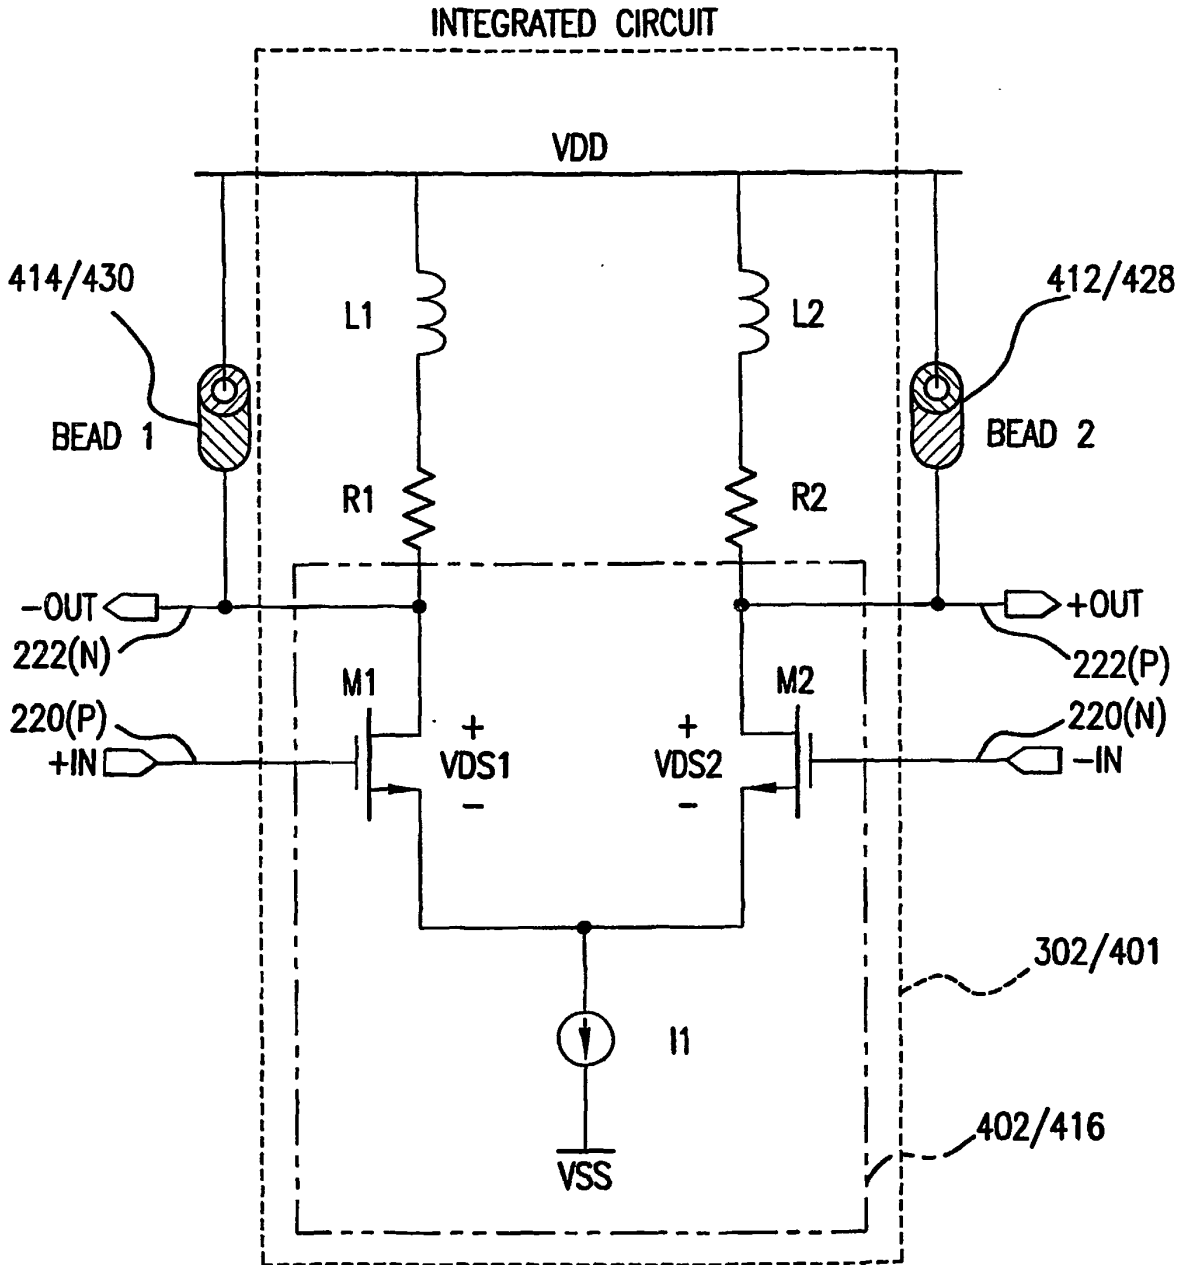 INTEGRATED CIRCUIT
VDD
414/430
412/428
L1
L2
BEAD 1
BEAD 2
R1
R2
-OUT
+OUT
222(N)
222(P)
M1
M2
220(P)
220(N)
+
+
+IN
VDS1
VDS2
-IN
-
-
302/401
I1
402/416
VSS